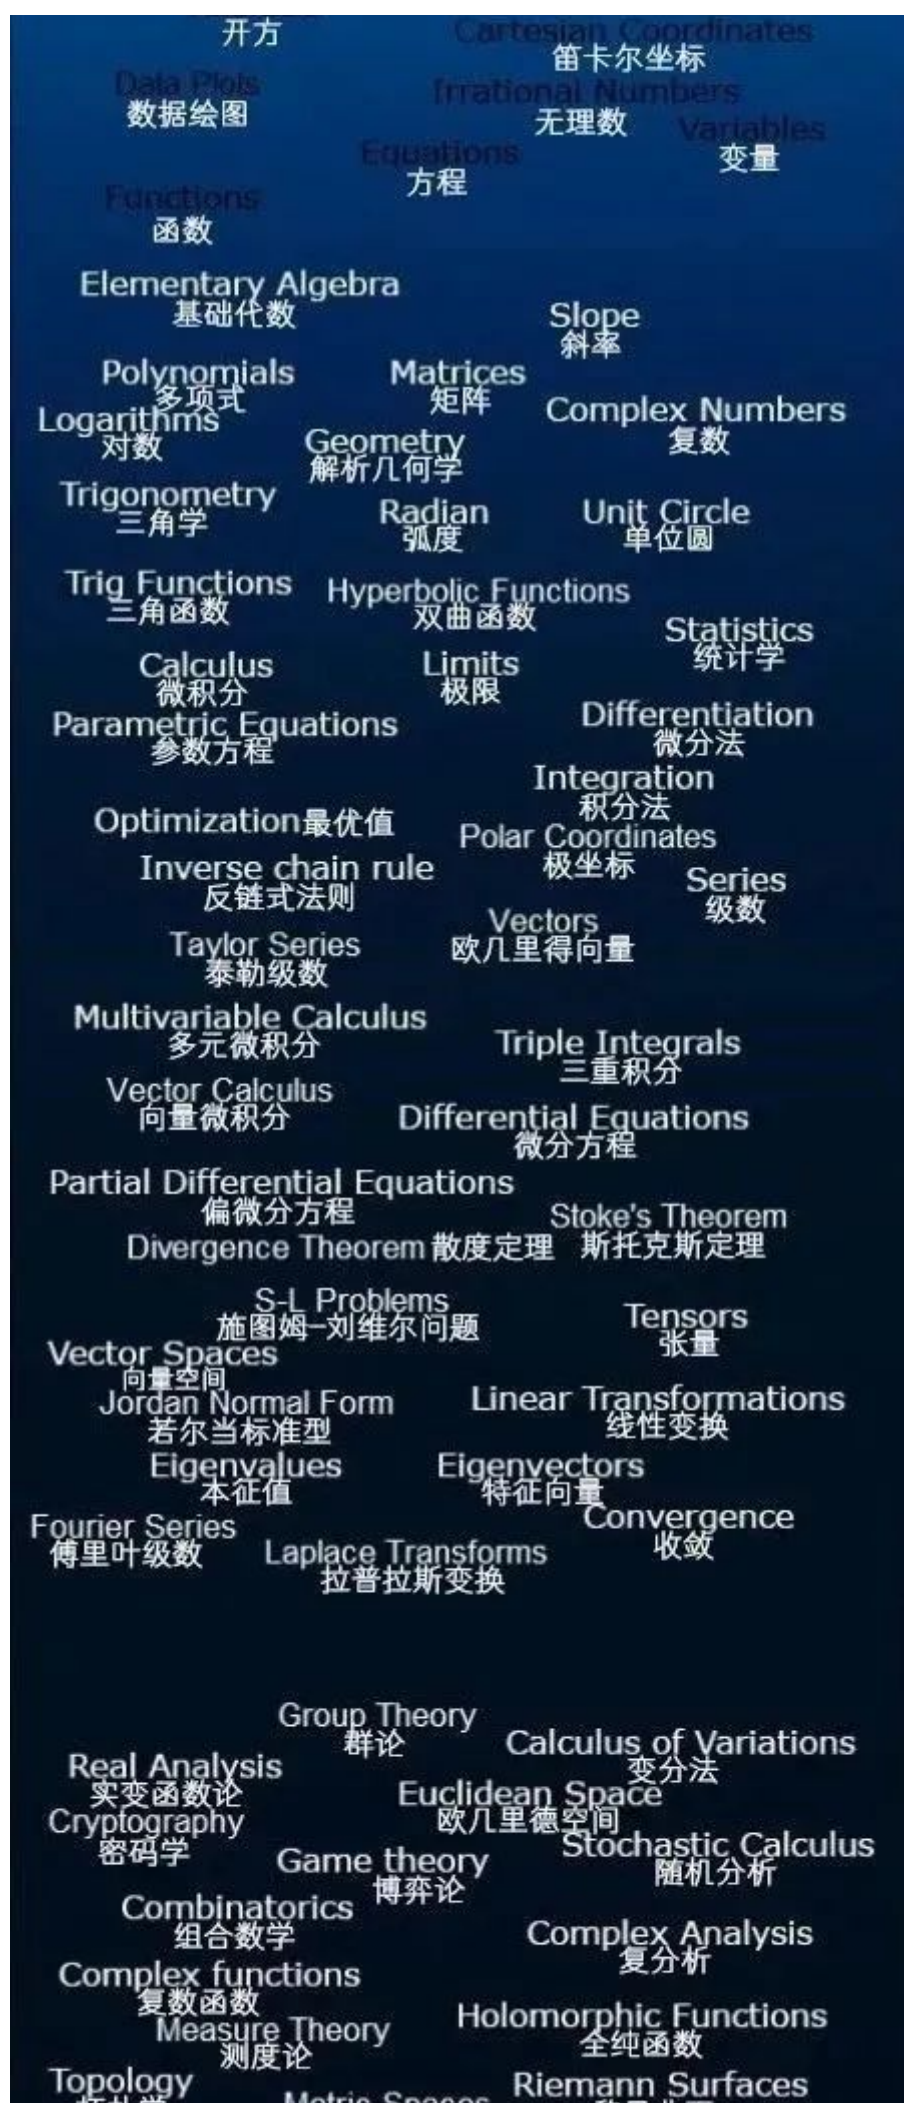 开方
Cartesian Coordinates
笛卡尔坐标
Data Plots
数据绘图
Irrational Numbers
无理数
Variables
变量
Equations
方程
Functions
函数
Elementary Algebra
基础代数
Slope
斜率
Polynomials
多项式
Matrices
矩阵
Logarithms
对数
Complex Numbers
复数
Geometry
解析几何学
Trigonometry
三角学
Radian
弧度
Unit Circle
单位圆
Trig Functions
三角函数
Hyperbolic Functions
双曲函数
Statistics
统计学
Calculus
微积分
Limits
极限
Parametric Equations
参数方程
Differentiation
微分法
Integration
积分法
Optimization最优值
Polar Coordinates
极坐标
Inverse chain rule
反链式法则
Series
级数
Vectors
欧几里得向量
Taylor Series
泰勒级数
Multivariable Calculus
多元微积分
Triple Integrals
三重积分
Vector Calculus
向量微积分
Differential Equations
微分方程
Partial Differential Equations
偏微分方程
Stoke's Theorem
斯托克斯定理
Divergence Theorem 散度定理
S-L Problems
施图姆-刘维尔问题
Tensors
张量
Vector Spaces
向量空间
Jordan Normal Form
若尔当标准型
Linear Transformations
线性变换
Eigenvalues
本征值
Eigenvectors
特征向量
Convergence
收敛
Fourier Series
傅里叶级数
Laplace Transforms
拉普拉斯变换
Group Theory
群论
Calculus of Variations
变分法
Real Analysis
实变函数论
Euclidean Space
欧几里德空间
Cryptography
密码学
Stochastic Calculus
随机分析
Game theory
博弈论
Combinatorics
组合数学
Complex Analysis
复分析
Complex functions
复数函数
Holomorphic Functions
全纯函数
Measure Theory
测度论
Topology
Riemann Surfaces
Metric Spaces